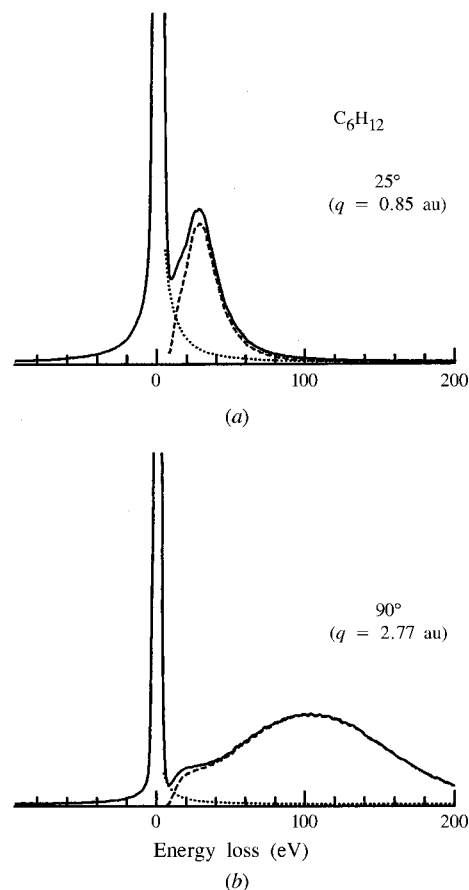 C₆H₁₂
25°
(q = 0.85 au)
0 100 200
(a)
90°
(q = 2.77 au)
0 100 200
Energy loss (eV)
(b)